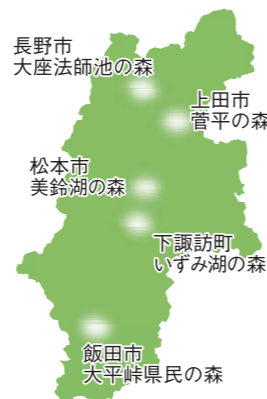 長野市
大座法師池の森
上田市
菅平の森
松本市
美鈴湖の森
下諏訪町
いずみ湖の森
飯田市
大平峠県民の森